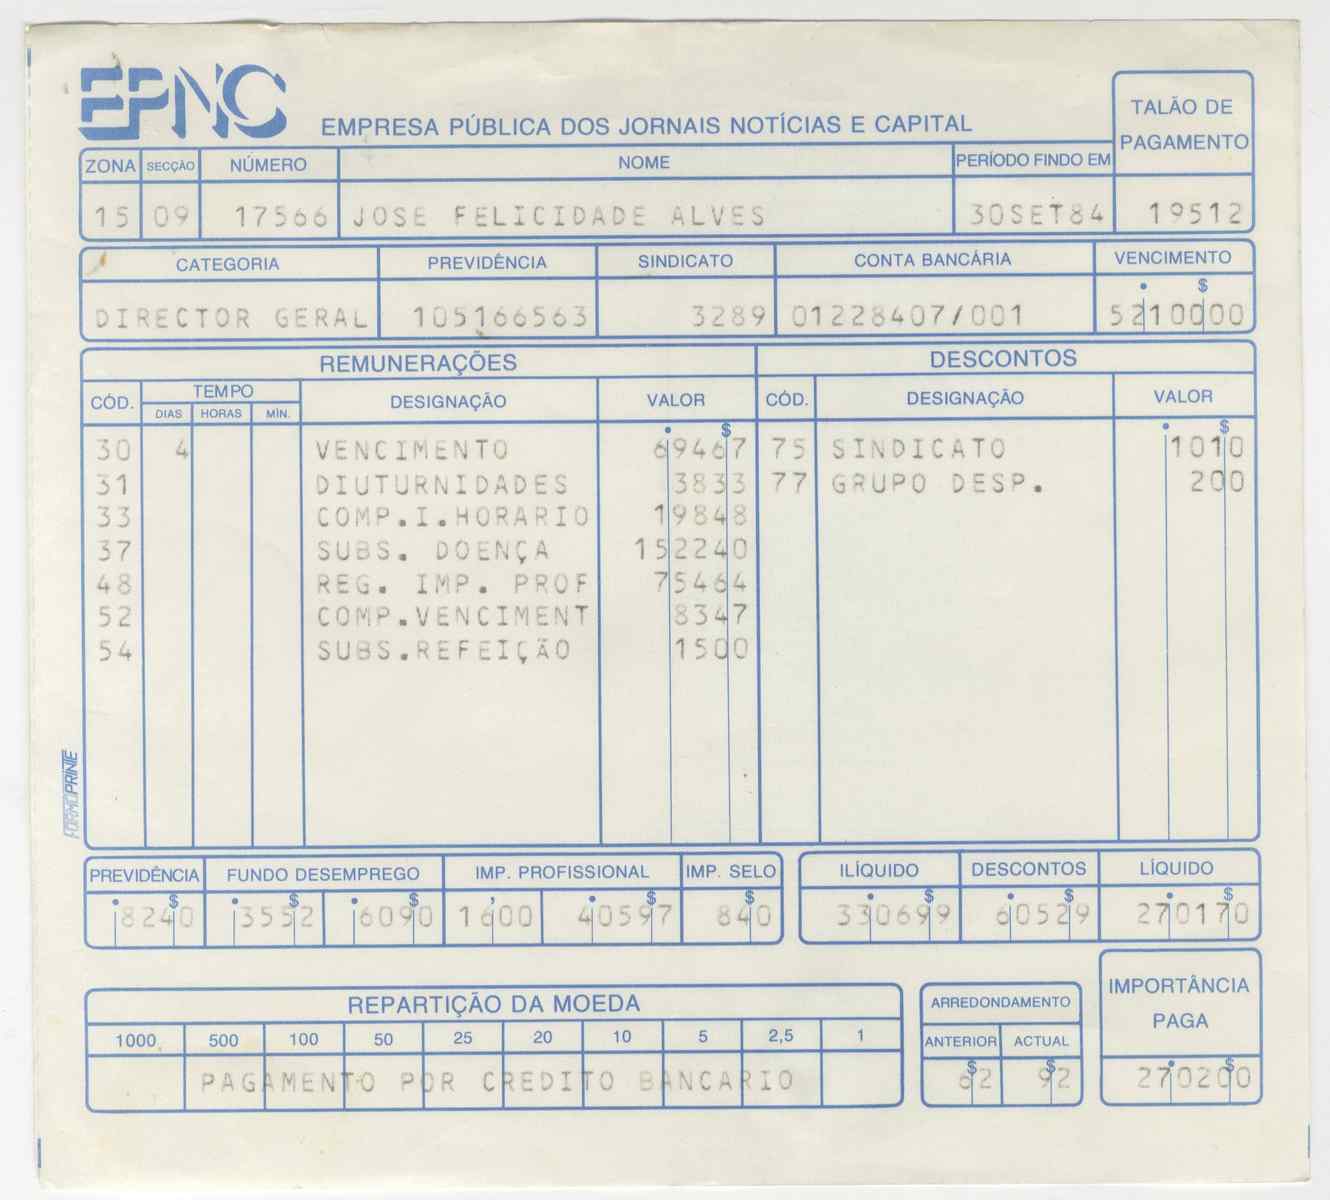 EPNC
EMPRESA PÚBLICA DOS JORNAIS NOTÍCIAS E CAPITAL
TALÃO DE PAGAMENTO
ZONA SECÇÃO NÚMERO NOME PERÍODO FINDO EM
15 09 17566 JOSE FELICIDADE ALVES 30SET84 19512
CATEGORIA PREVIDÊNCIA SINDICATO CONTA BANCÁRIA VENCIMENTO
. $
DIRECTOR GERAL 105166563 3289 01228407/001 5210000
REMUNERAÇÕES DESCONTOS
CÓD. TEMPO DESIGNAÇÃO VALOR CÓD. DESIGNAÇÃO VALOR
DIAS HORAS MÍN.
. $ . $
30 4 VENCIMENTO 69467 75 SINDICATO 1010
31 DIUTURNIDADES 3833 77 GRUPO DESP. 200
33 COMP.I.HORARIO 19848
37 SUBS. DOENÇA 152240
48 REG. IMP. PROF 75464
52 COMP.VENCIMENT 8347
54 SUBS.REFEIÇÃO 1500
FORMOPRINTE
PREVIDÊNCIA FUNDO DESEMPREGO IMP. PROFISSIONAL IMP. SELO ILÍQUIDO DESCONTOS LÍQUIDO
. $ . $ . $ , . $ $ . $ . $ . $
8240 3552 6090 1600 40597 840 330699 60529 270170
REPARTIÇÃO DA MOEDA ARREDONDAMENTO IMPORTÂNCIA PAGA
1000 500 100 50 25 20 10 5 2,5 1 ANTERIOR ACTUAL
$ $ . $
PAGAMENTO POR CREDITO BANCARIO 62 92 270200